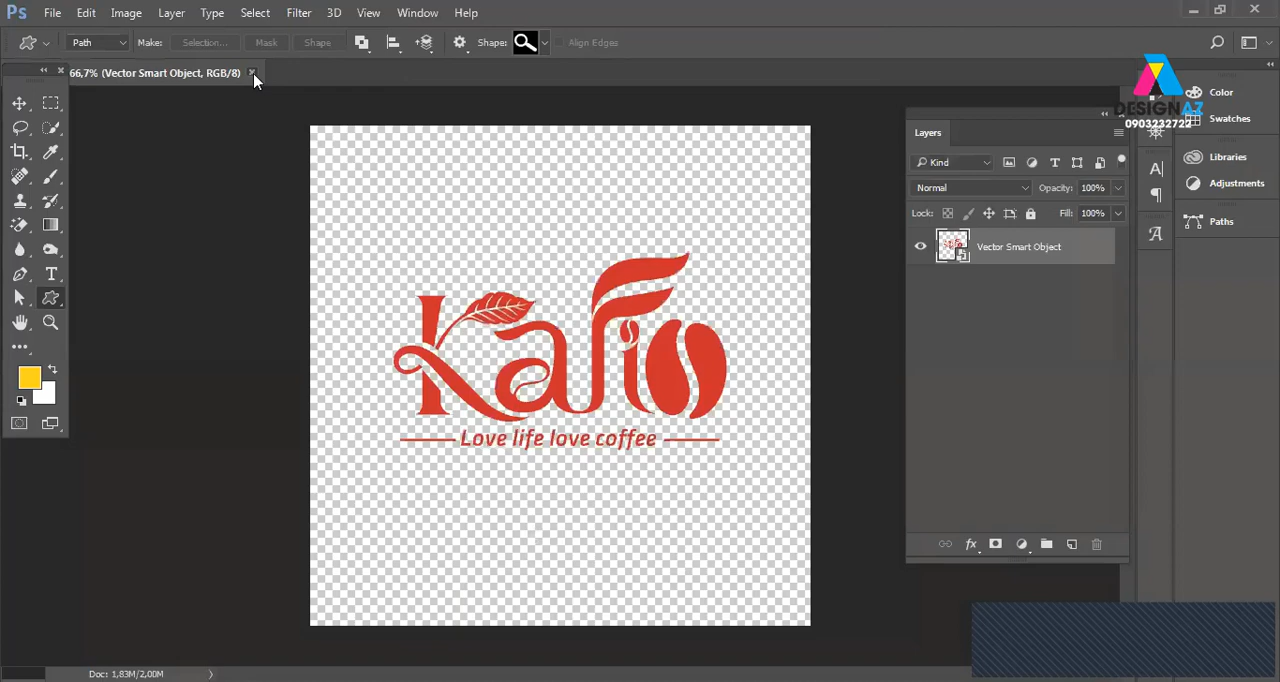 Ps File Edit Image Layer Type Select Filter 3D View Window Help
Path Make: Selection... Mask Shape Shape: Align Edges
66,7% (Vector Smart Object, RGB/8)
DESIGN AZ
0903232722
Color
Swatches
Libraries
Adjustments
Paths
Layers
Kind
Normal Opacity: 100%
Lock: Fill: 100%
Vector Smart Object
Kafio
Love life love coffee
Doc: 1,83M/2,00M